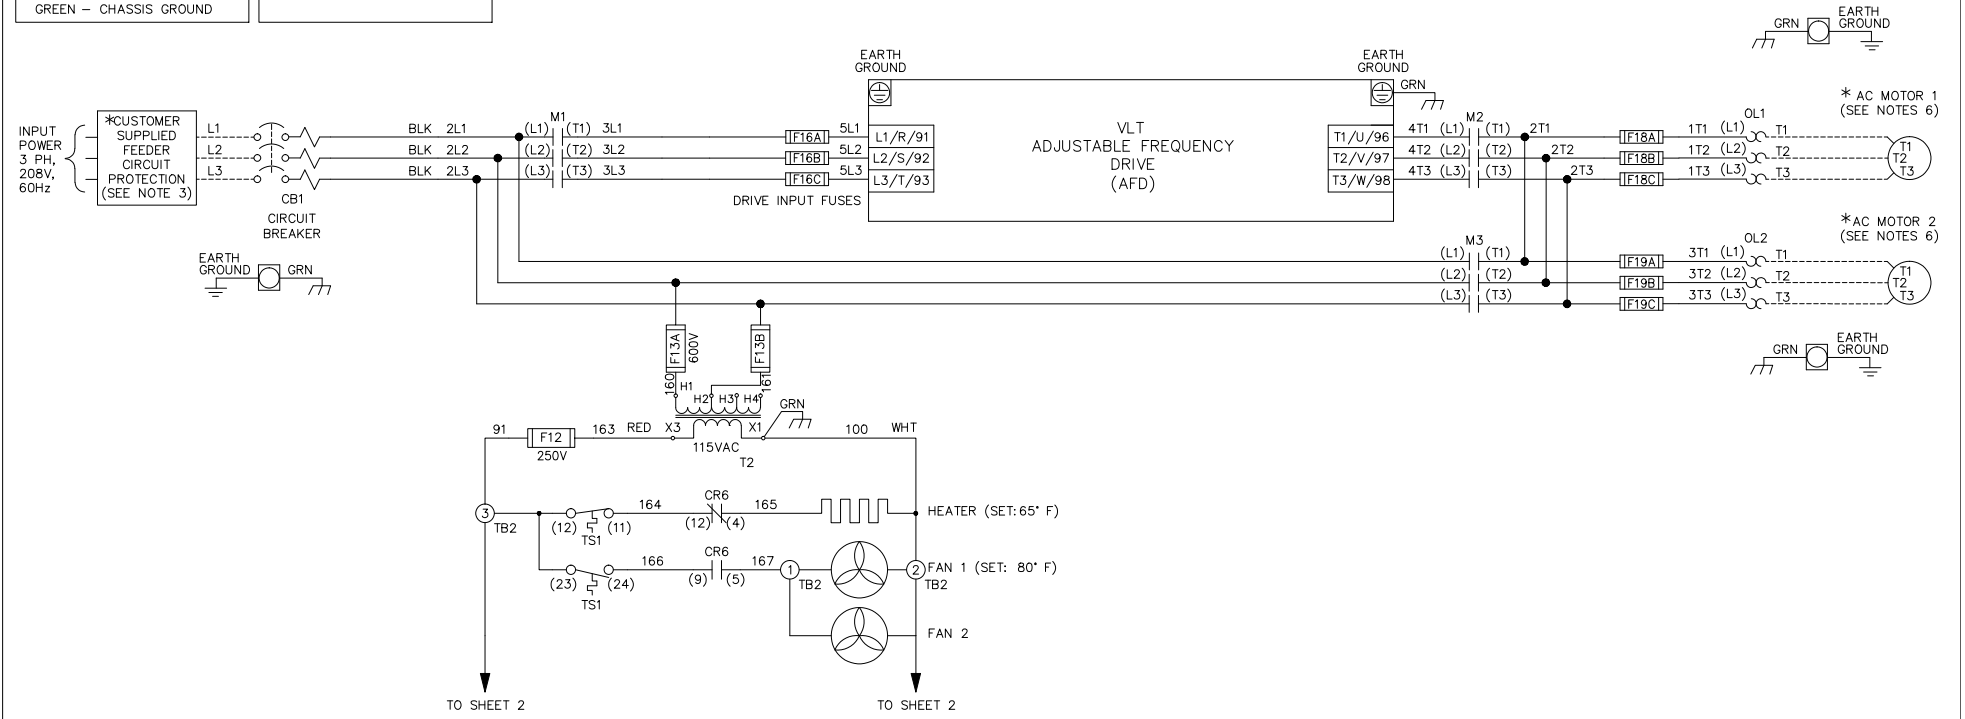 GREEN – CHASSIS GROUND
EARTH
GROUND
GRN
EARTH
GROUND
EARTH
GROUND
GRN
INPUT
POWER
3 PH,
208V,
60Hz
*CUSTOMER
SUPPLIED
FEEDER
CIRCUIT
PROTECTION
(SEE NOTE 3)
L1
L2
L3
CB1
CIRCUIT
BREAKER
BLK 2L1
BLK 2L2
BLK 2L3
M1
(L1) (T1) 3L1
(L2) (T2) 3L2
(L3) (T3) 3L3
F16A 5L1
F16B 5L2
F16C 5L3
DRIVE INPUT FUSES
L1/R/91
L2/S/92
L3/T/93
VLT
ADJUSTABLE FREQUENCY
DRIVE
(AFD)
T1/U/96
T2/V/97
T3/W/98
M2
4T1 (L1) (T1) 2T1
4T2 (L2) (T2) 2T2
4T3 (L3) (T3) 2T3
F18A 1T1 (L1) T1
F18B 1T2 (L2) T2
F18C 1T3 (L3) T3
OL1
* AC MOTOR 1
(SEE NOTES 6)
T1
T2
T3
EARTH
GROUND
GRN
M3
(L1) (T1)
(L2) (T2)
(L3) (T3)
F19A 3T1 (L1) T1
F19B 3T2 (L2) T2
F19C 3T3 (L3) T3
OL2
* AC MOTOR 2
(SEE NOTES 6)
T1
T2
T3
GRN
EARTH
GROUND
F13A
600V
F13B
160
161
H1
H2 H3 H4
GRN
91
F12
250V
163 RED X3
X1
100 WHT
115VAC
T2
3
TB2
(12) (11)
TS1
164
CR6
(12) (4)
165
HEATER (SET: 65° F)
(23) (24)
TS1
166
CR6
(9) (5)
167
1
TB2
2
TB2
FAN 1 (SET: 80° F)
FAN 2
TO SHEET 2
TO SHEET 2